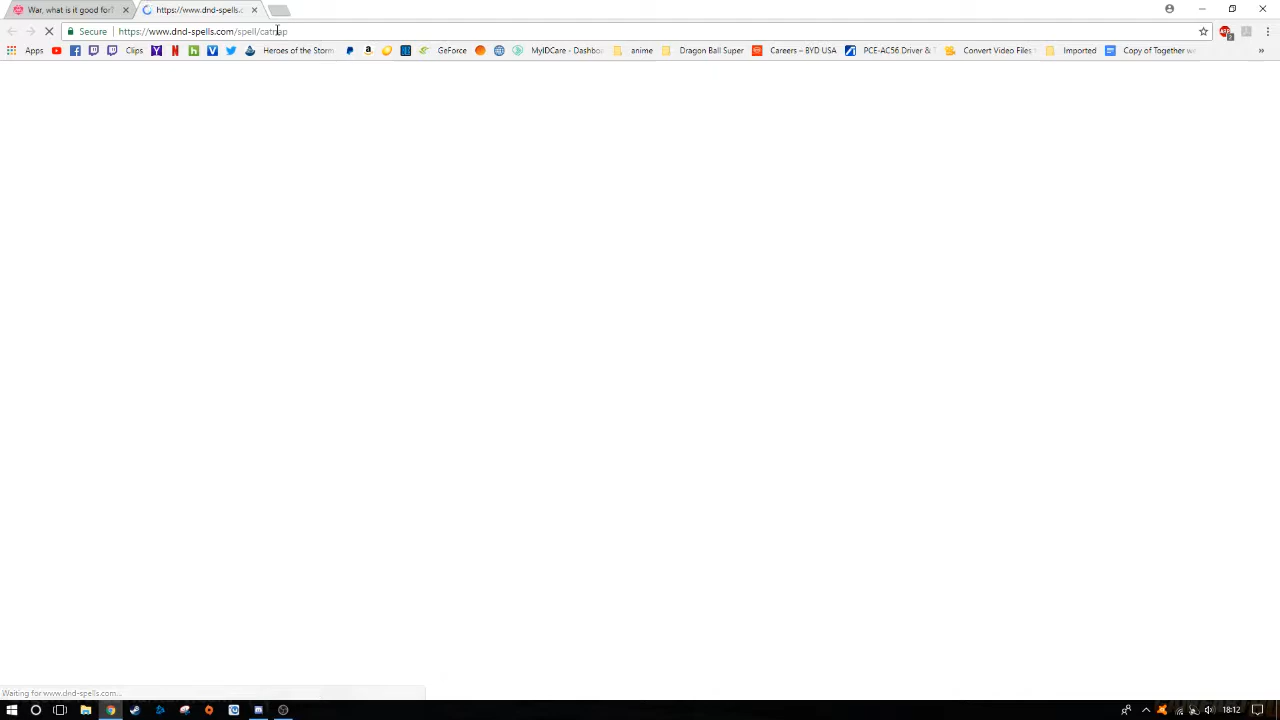 War, what is it good for?
https://www.dnd-spells.c
Secure https://www.dnd-spells.com/spell/catnap
Apps Clips Heroes of the Storm GeForce MyIDCare - Dashboa anime Dragon Ball Super Careers – BYD USA PCE-AC56 Driver & T Convert Video Files Imported Copy of Together we »
Waiting for www.dnd-spells.com...
18:12